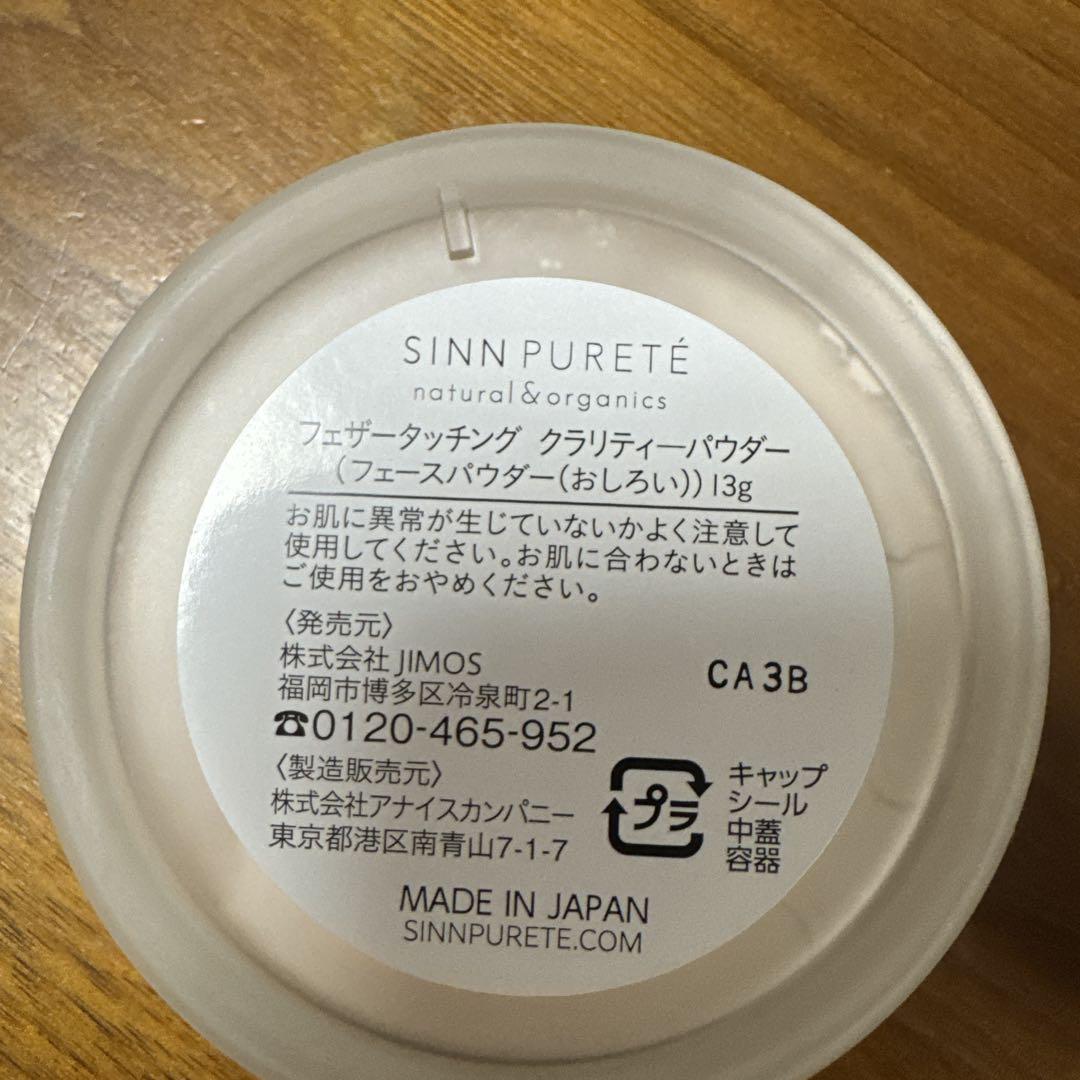 SINN PURETÉ
natural&organics
フェザータッチング クラリティーパウダー
(フェースパウダー(おしろい))13g
お肌に異常が生じていないかよく注意して
使用してください。お肌に合わないときは
ご使用をおやめください。
〈発売元〉
株式会社 JIMOS
福岡市博多区冷泉町2-1
☎0120-465-952
CA3B
〈製造販売元〉
株式会社アナイスカンパニー
東京都港区南青山7-1-7
プラ
キャップ
シール
中蓋
容器
MADE IN JAPAN
SINNPURETE.COM